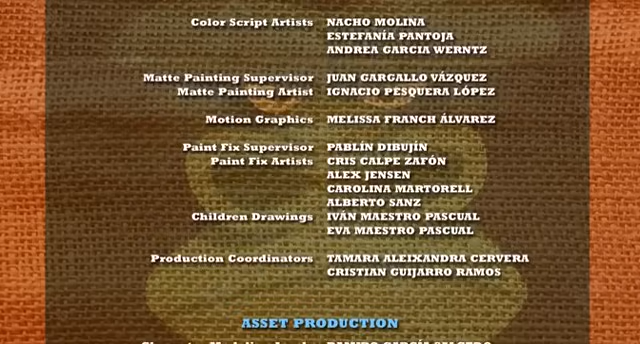 Color Script Artists NACHO MOLINA
ESTEFANÍA PANTOJA
ANDREA GARCIA WERNTZ
Matte Painting Supervisor JUAN GARGALLO VÁZQUEZ
Matte Painting Artist IGNACIO PESQUERA LÓPEZ
Motion Graphics MELISSA FRANCH ÁLVAREZ
Paint Fix Supervisor PABLÍN DIBUJÍN
Paint Fix Artists CRIS CALPE ZAFÓN
ALEX JENSEN
CAROLINA MARTORELL
ALBERTO SANZ
Children Drawings IVÁN MAESTRO PASCUAL
EVA MAESTRO PASCUAL
Production Coordinators TAMARA ALEIXANDRA CERVERA
CRISTIAN GUIJARRO RAMOS
ASSET PRODUCTION